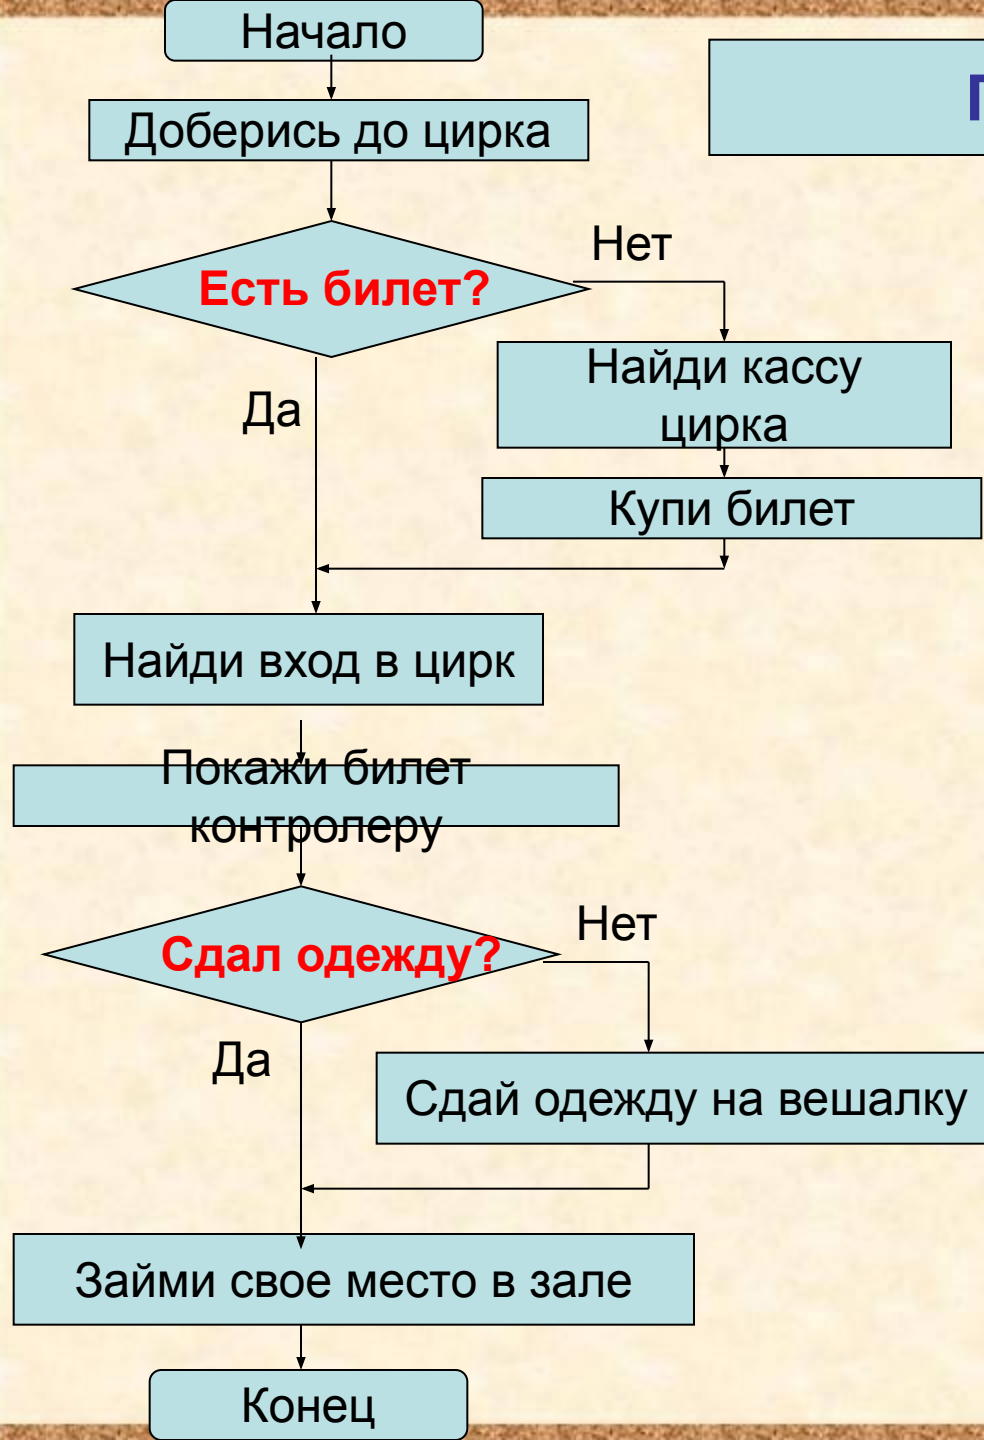 Начало
П
Доберись до цирка
Есть билет?
Нет
Да
Найди кассу
цирка
Купи билет
Найди вход в цирк
Покажи билет
контролеру
Сдал одежду?
Нет
Да
Сдай одежду на вешалку
Займи свое место в зале
Конец